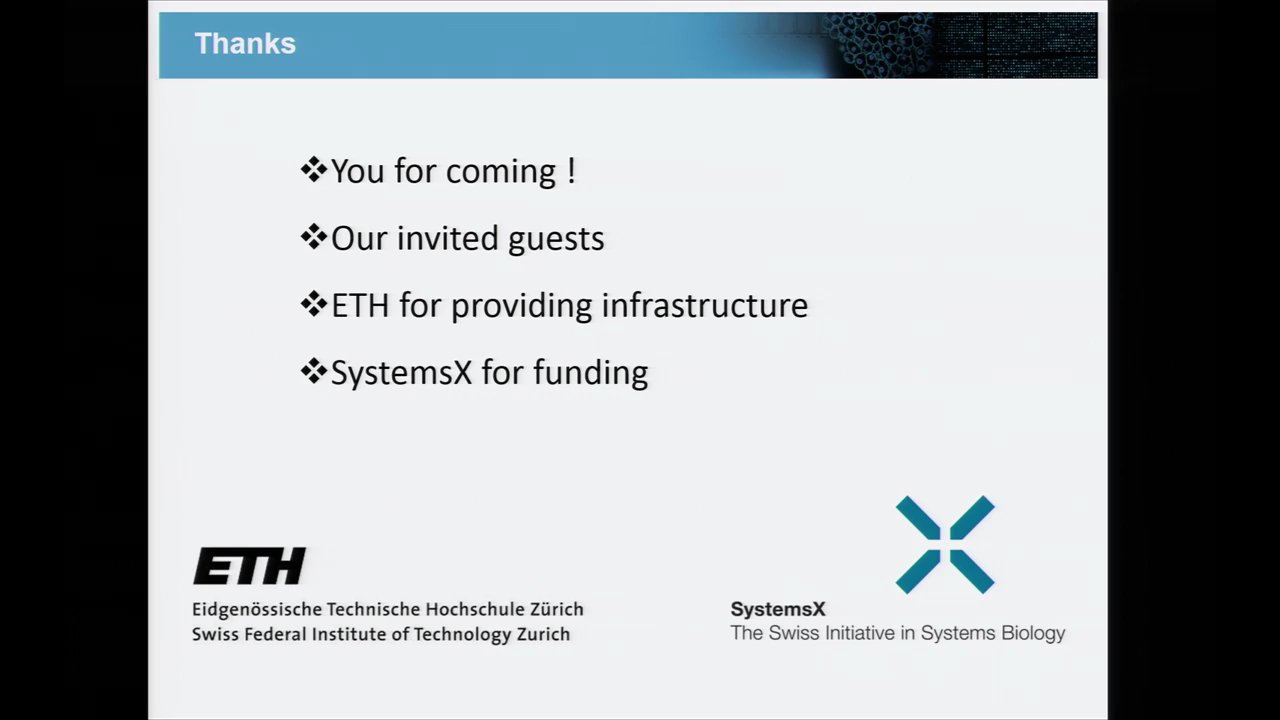 Thanks
❖You for coming !
❖Our invited guests
❖ETH for providing infrastructure
❖SystemsX for funding
ETH
Eidgenössische Technische Hochschule Zürich
Swiss Federal Institute of Technology Zurich
SystemsX
The Swiss Initiative in Systems Biology